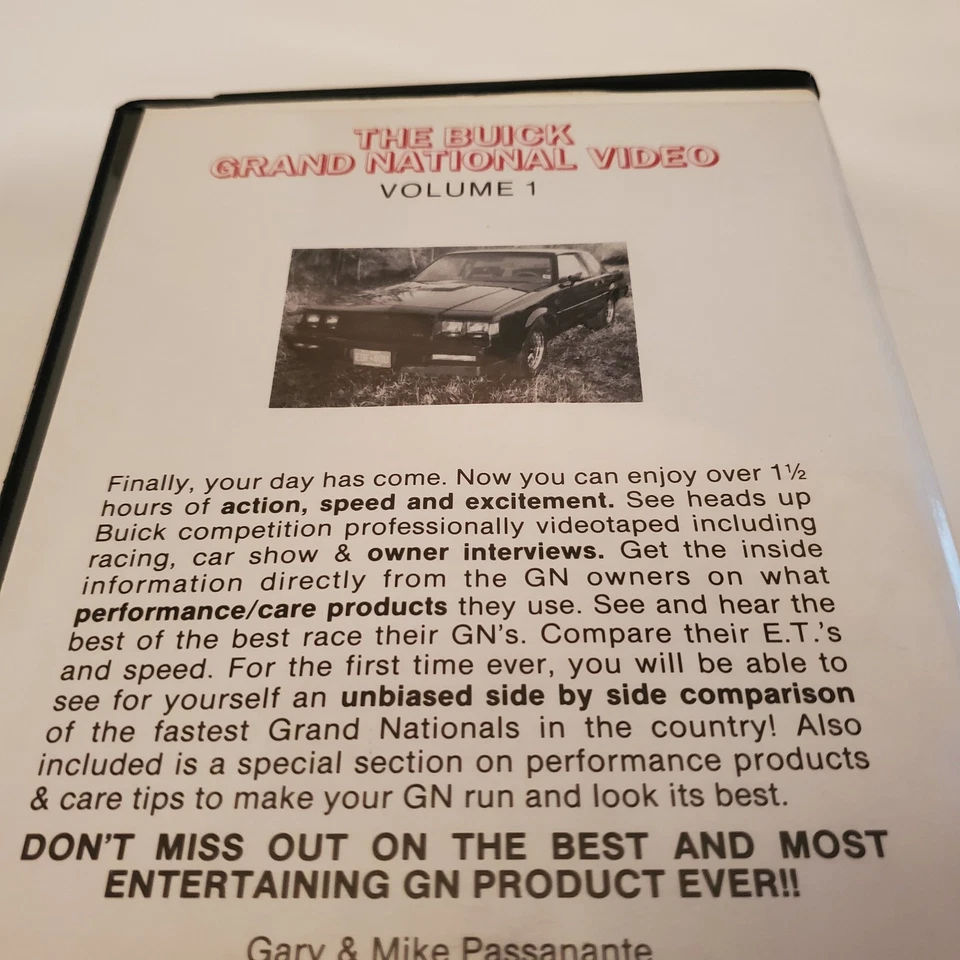 THE BUICK
GRAND NATIONAL VIDEO
VOLUME 1
Finally, your day has come. Now you can enjoy over 1½
hours of action, speed and excitement. See heads up
Buick competition professionally videotaped including
racing, car show & owner interviews. Get the inside
information directly from the GN owners on what
performance/care products they use. See and hear the
best of the best race their GN's. Compare their E.T.'s
and speed. For the first time ever, you will be able to
see for yourself an unbiased side by side comparison
of the fastest Grand Nationals in the country! Also
included is a special section on performance products
& care tips to make your GN run and look its best.
DON'T MISS OUT ON THE BEST AND MOST
ENTERTAINING GN PRODUCT EVER!!
Gary & Mike Passanante